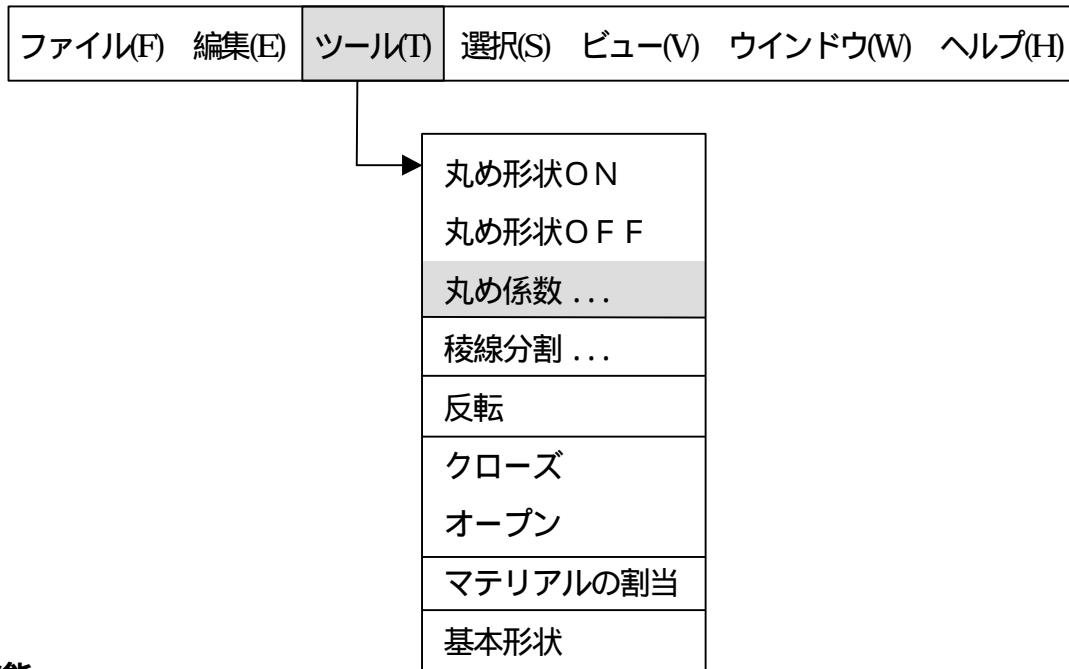 ファイル(F) 編集(E) ツール(T) 選択(S) ビュー(V) ウインドウ(W) ヘルプ(H)
丸め形状ＯＮ
丸め形状ＯＦＦ
丸め係数 ...
稜線分割 ...
反転
クローズ
オープン
マテリアルの割当
基本形状